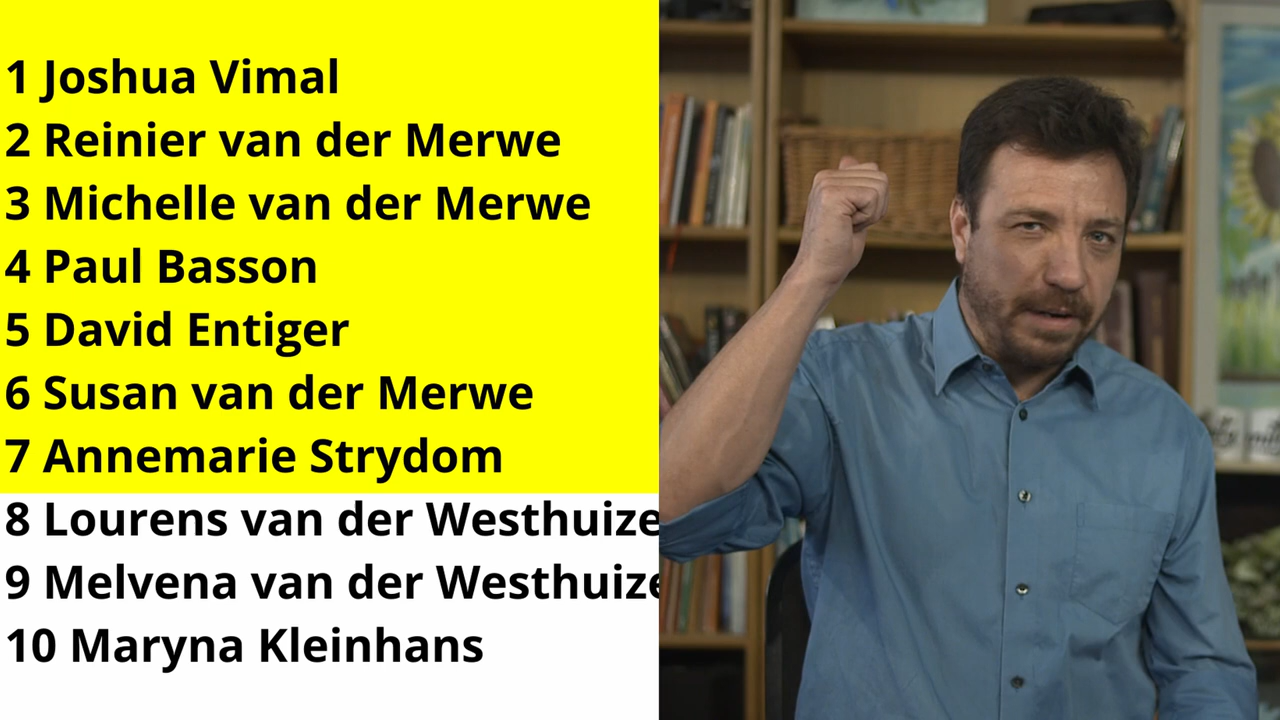 1 Joshua Vimal
2 Reinier van der Merwe
3 Michelle van der Merwe
4 Paul Basson
5 David Entiger
6 Susan van der Merwe
7 Annemarie Strydom
8 Lourens van der Westhuize
9 Melvena van der Westhuize
10 Maryna Kleinhans